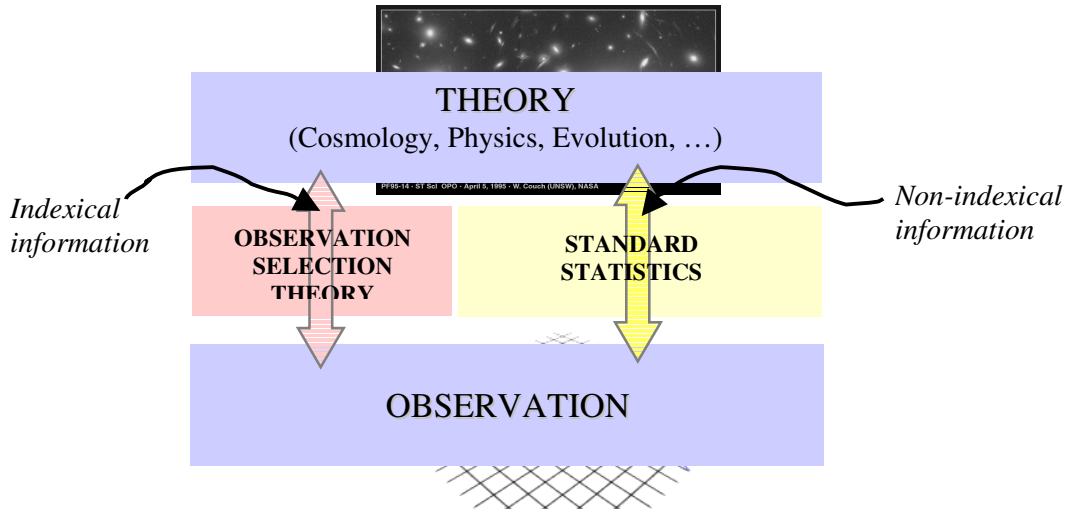 THEORY
(Cosmology, Physics, Evolution, …)
PF95-14 · ST ScI OPO · April 5, 1995 · W. Couch (UNSW), NASA
Indexical
information
Non-indexical
information
OBSERVATION
SELECTION
THEORY
STANDARD
STATISTICS
OBSERVATION